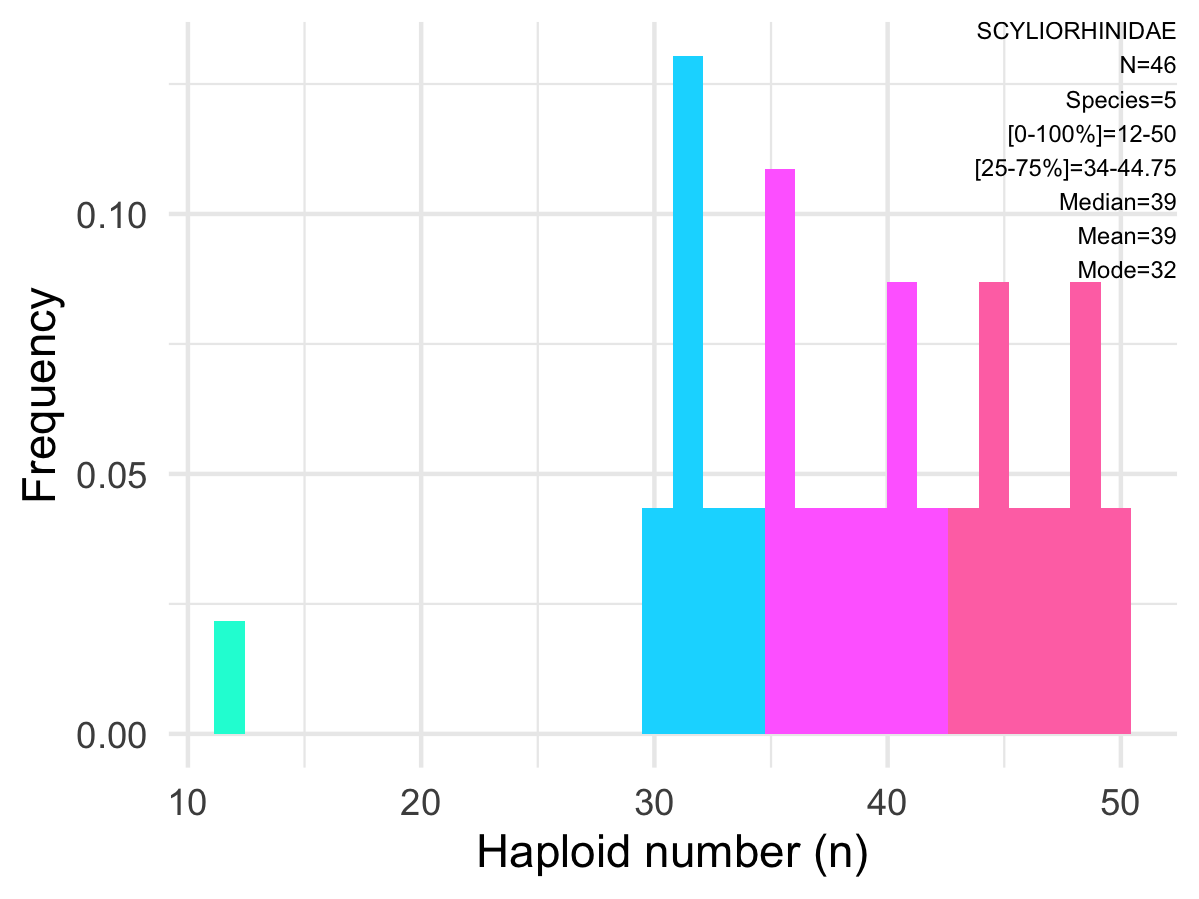 SCYLIORHINIDAE
N=46
Species=5
[0-100%]=12-50
[25-75%]=34-44.75
Median=39
Mean=39
Mode=32
0.10
0.05
0.00
Frequency
10 20 30 40 50
Haploid number (n)